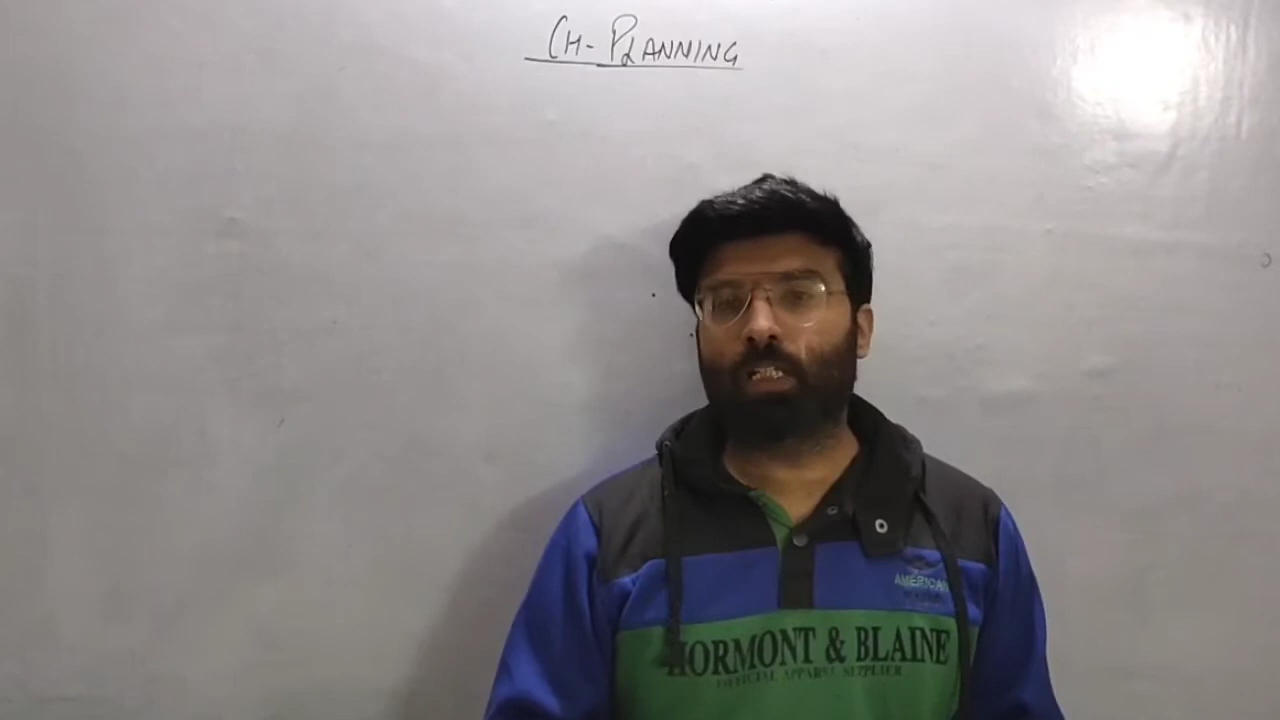 CH- PLANNING
AMERICAN
HORMONT & BLAINE
OFFICIAL APPAREL SUPPLIER